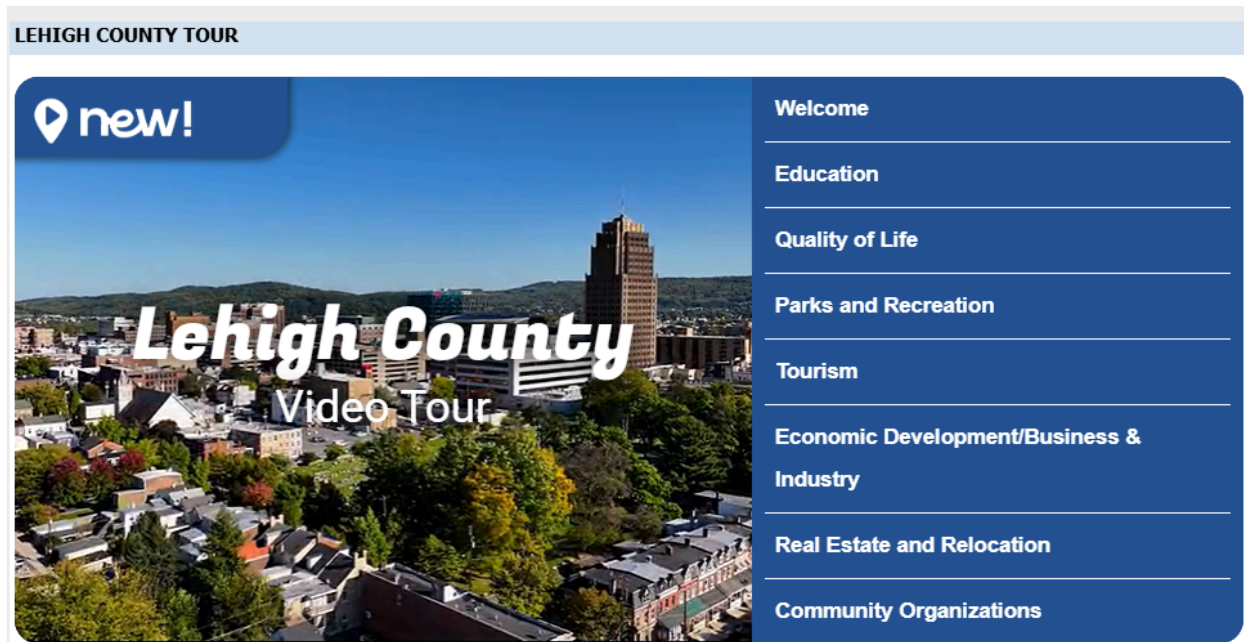 LEHIGH COUNTY TOUR
new!
Lehigh County
Video Tour
Welcome
Education
Quality of Life
Parks and Recreation
Tourism
Economic Development/Business &
Industry
Real Estate and Relocation
Community Organizations